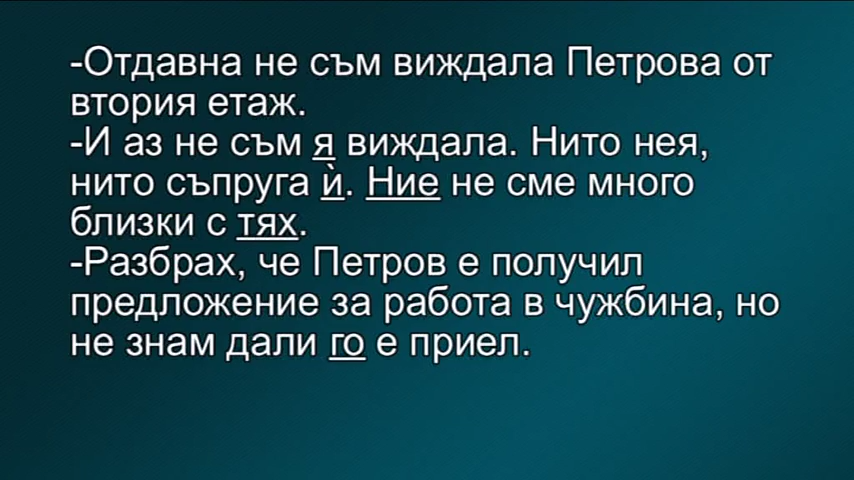 -Отдавна не съм виждала Петрова от
втория етаж.
-И аз не съм я виждала. Нито нея,
нито съпруга ѝ. Ние не сме много
близки с тях.
-Разбрах, че Петров е получил
предложение за работа в чужбина, но
не знам дали го е приел.